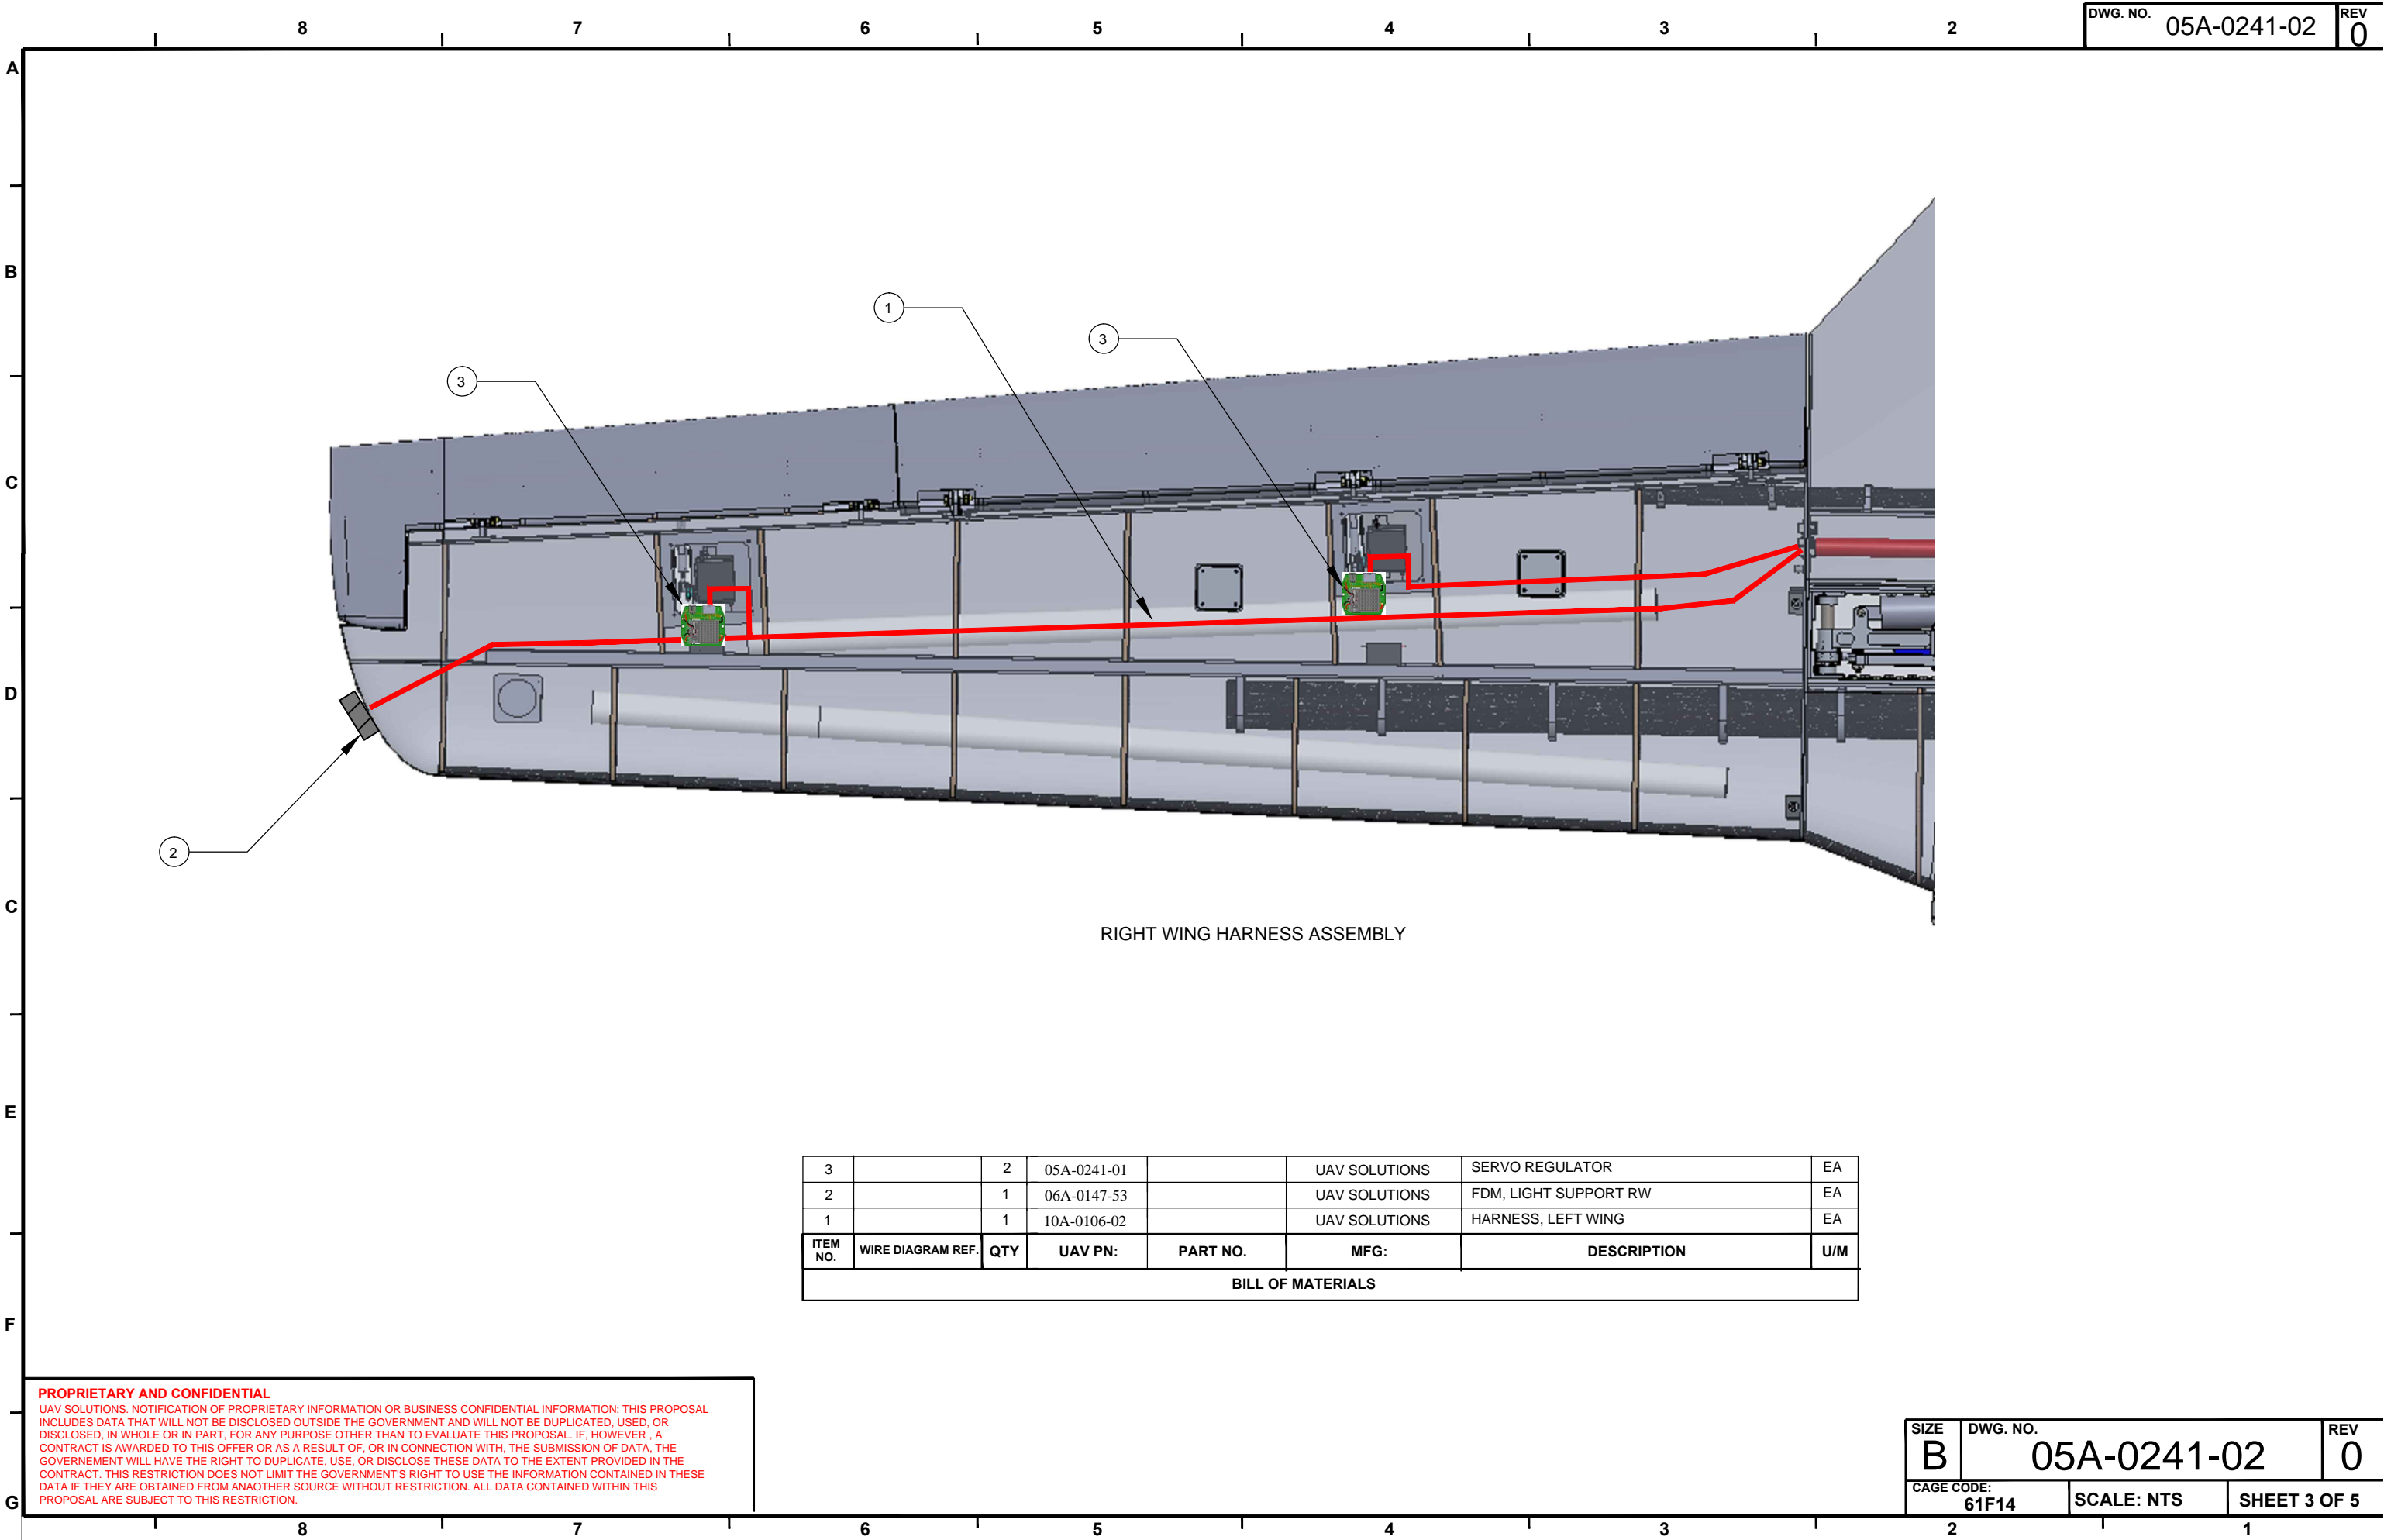 8 7 6 5 4 3 2
DWG. NO. 05A-0241-02 REV 0
A
B
C
D
C
E
F
G
1
3
3
2
RIGHT WING HARNESS ASSEMBLY
3 2 05A-0241-01 UAV SOLUTIONS SERVO REGULATOR EA
2 1 06A-0147-53 UAV SOLUTIONS FDM, LIGHT SUPPORT RW EA
1 1 10A-0106-02 UAV SOLUTIONS HARNESS, LEFT WING EA
ITEM NO. WIRE DIAGRAM REF. QTY UAV PN: PART NO. MFG: DESCRIPTION U/M
BILL OF MATERIALS
PROPRIETARY AND CONFIDENTIAL
UAV SOLUTIONS. NOTIFICATION OF PROPRIETARY INFORMATION OR BUSINESS CONFIDENTIAL INFORMATION: THIS PROPOSAL
INCLUDES DATA THAT WILL NOT BE DISCLOSED OUTSIDE THE GOVERNMENT AND WILL NOT BE DUPLICATED, USED, OR
DISCLOSED, IN WHOLE OR IN PART, FOR ANY PURPOSE OTHER THAN TO EVALUATE THIS PROPOSAL. IF, HOWEVER , A
CONTRACT IS AWARDED TO THIS OFFER OR AS A RESULT OF, OR IN CONNECTION WITH, THE SUBMISSION OF DATA, THE
GOVERNEMENT WILL HAVE THE RIGHT TO DUPLICATE, USE, OR DISCLOSE THESE DATA TO THE EXTENT PROVIDED IN THE
CONTRACT. THIS RESTRICTION DOES NOT LIMIT THE GOVERNMENT'S RIGHT TO USE THE INFORMATION CONTAINED IN THESE
DATA IF THEY ARE OBTAINED FROM ANAOTHER SOURCE WITHOUT RESTRICTION. ALL DATA CONTAINED WITHIN THIS
PROPOSAL ARE SUBJECT TO THIS RESTRICTION.
SIZE B DWG. NO. 05A-0241-02 REV 0
CAGE CODE: 61F14 SCALE: NTS SHEET 3 OF 5
8 7 6 5 4 3 2 1